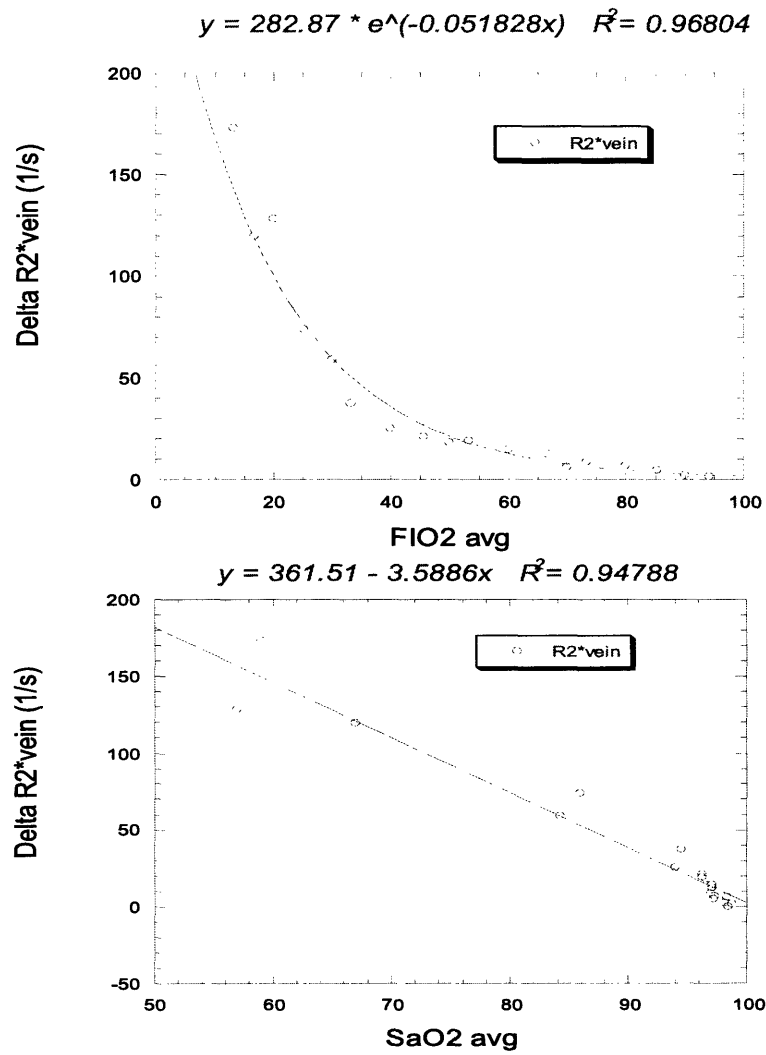 y = 282.87 * e^(-0.051828x) R²= 0.96804
200
150
100
50
0
Delta R2*vein (1/s)
R2*vein
0 20 40 60 80 100
FIO2 avg
y = 361.51 - 3.5886x R²= 0.94788
200
150
100
50
0
-50
Delta R2*vein (1/s)
R2*vein
50 60 70 80 90 100
SaO2 avg